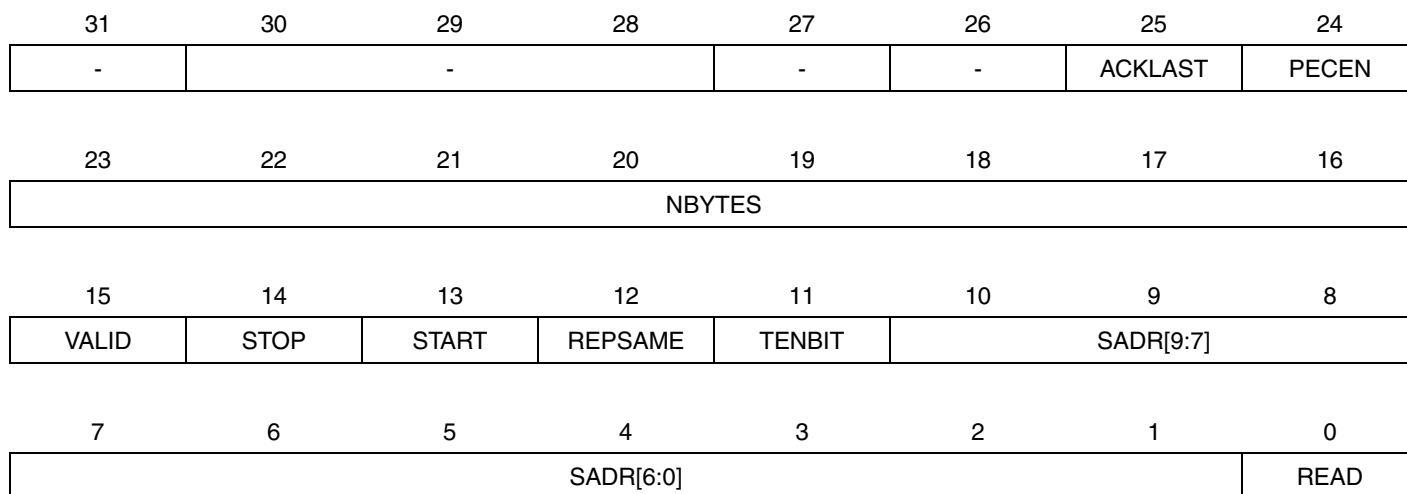 31 30 29 28 27 26 25 24
- - - - ACKLAST PECEN
23 22 21 20 19 18 17 16
NBYTES
15 14 13 12 11 10 9 8
VALID STOP START REPSAME TENBIT SADR[9:7]
7 6 5 4 3 2 1 0
SADR[6:0] READ